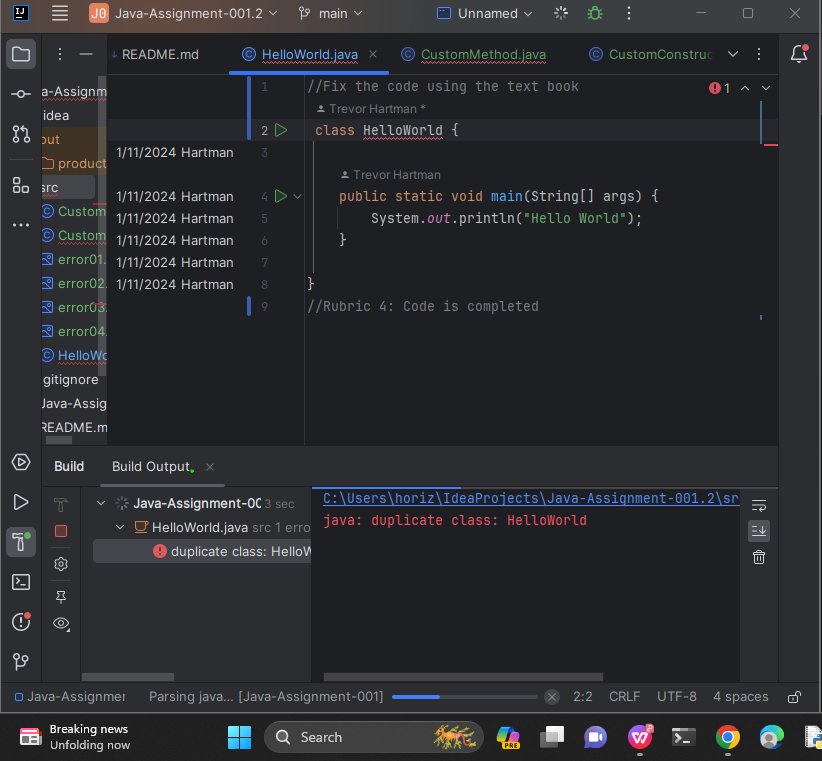 IJ J0 Java-Assignment-001.2 main Unnamed
README.md HelloWorld.java CustomMethod.java CustomConstruc
a-Assignm
idea
out
product
src
Custom
Custom
error01.
error02.
error03.
error04.
HelloWo
gitignore
Java-Assig
README.m
1 //Fix the code using the text book
1
Trevor Hartman *
2 class HelloWorld {
1/11/2024 Hartman 3
Trevor Hartman
1/11/2024 Hartman 4 public static void main(String[] args) {
1/11/2024 Hartman 5 System.out.println("Hello World");
1/11/2024 Hartman 6 }
1/11/2024 Hartman 7
1/11/2024 Hartman 8 }
9 //Rubric 4: Code is completed
Build Build Output
Java-Assignment-00 3 sec
HelloWorld.java src 1 erro
duplicate class: HelloW
C:\Users\horiz\IdeaProjects\Java-Assignment-001.2\sr
java: duplicate class: HelloWorld
Java-Assignmen Parsing java... [Java-Assignment-001] 2:2 CRLF UTF-8 4 spaces
Breaking news
Unfolding now
Search
PRE